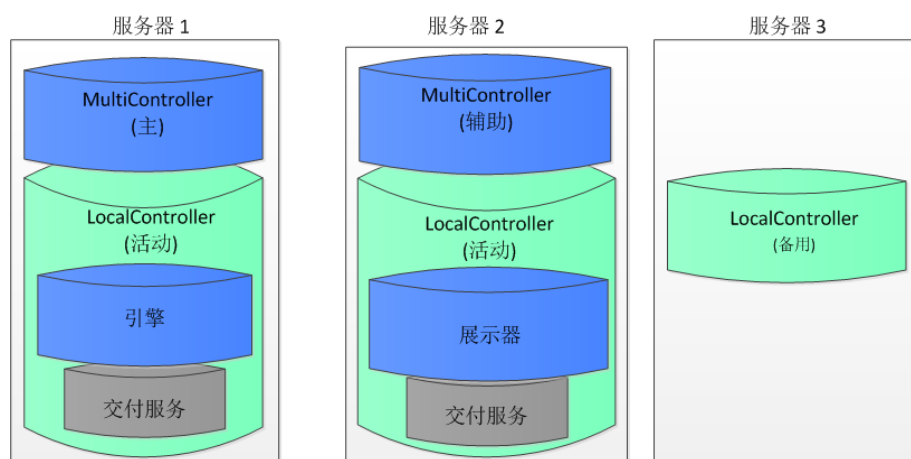 服务器 1
MultiController
(主)
LocalController
(活动)
引擎
交付服务
服务器 2
MultiController
(辅助)
LocalController
(活动)
展示器
交付服务
服务器 3
LocalController
(备用)